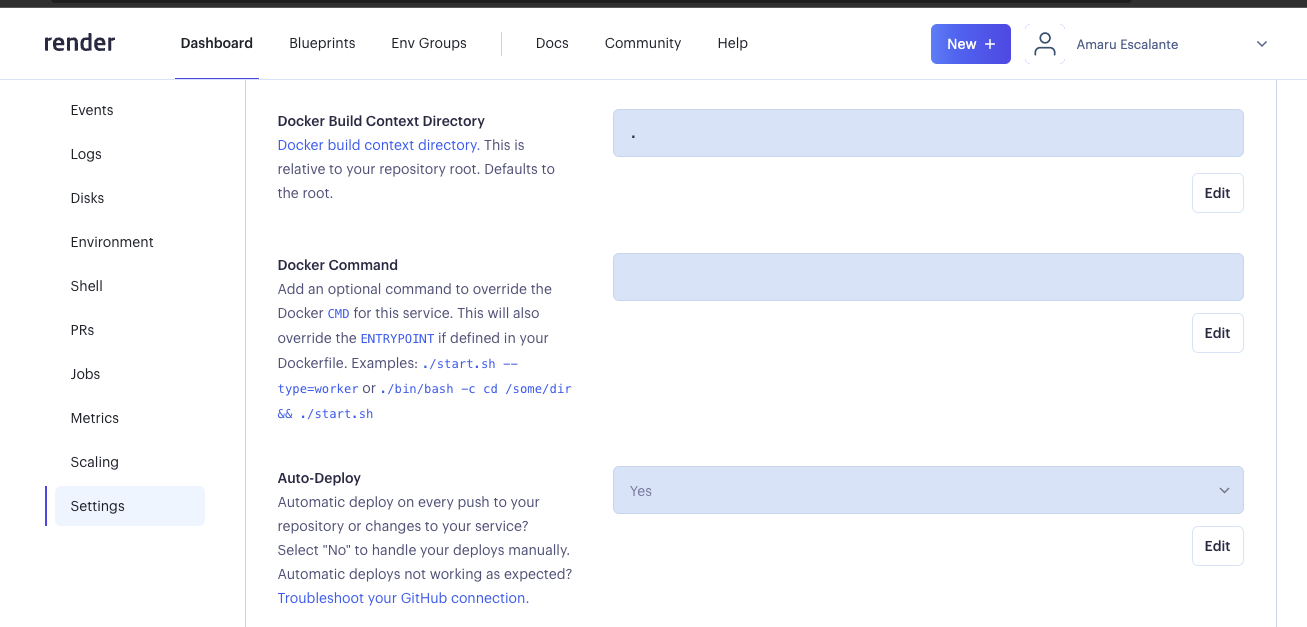 render
Dashboard
Blueprints
Env Groups
Docs
Community
Help
New +
Amaru Escalante
Events
Logs
Disks
Environment
Shell
PRs
Jobs
Metrics
Scaling
Settings
Docker Build Context Directory
Docker build context directory. This is
relative to your repository root. Defaults to
the root.
.
Edit
Docker Command
Add an optional command to override the
Docker CMD for this service. This will also
override the ENTRYPOINT if defined in your
Dockerfile. Examples: ./start.sh --
type=worker or ./bin/bash -c cd /some/dir
&& ./start.sh
Edit
Auto-Deploy
Automatic deploy on every push to your
repository or changes to your service?
Select "No" to handle your deploys manually.
Automatic deploys not working as expected?
Troubleshoot your GitHub connection.
Yes
Edit